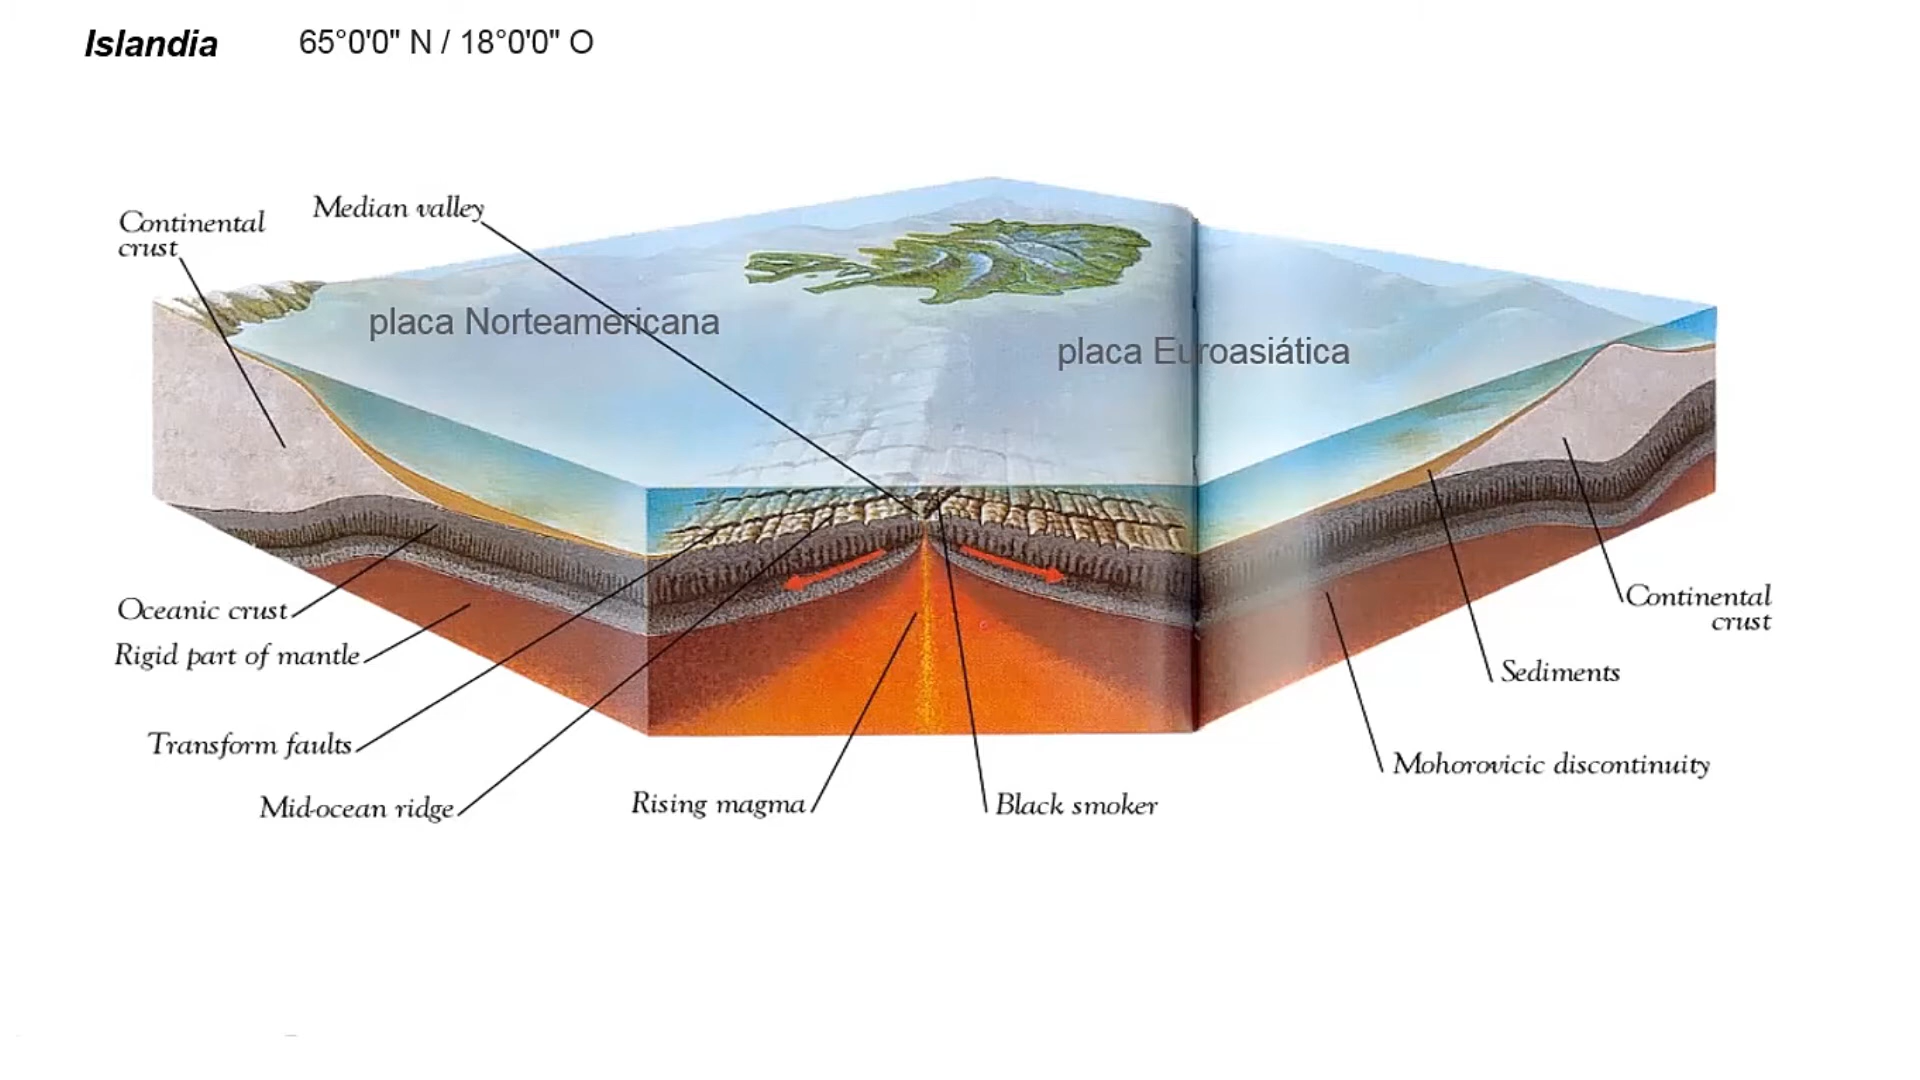 Islandia 65°0'0" N / 18°0'0" O
Continental
crust
Median valley
placa Norteamericana
placa Euroasiática
Oceanic crust
Rigid part of mantle
Transform faults
Mid-ocean ridge
Rising magma
Black smoker
Continental
crust
Sediments
Mohorovicic discontinuity